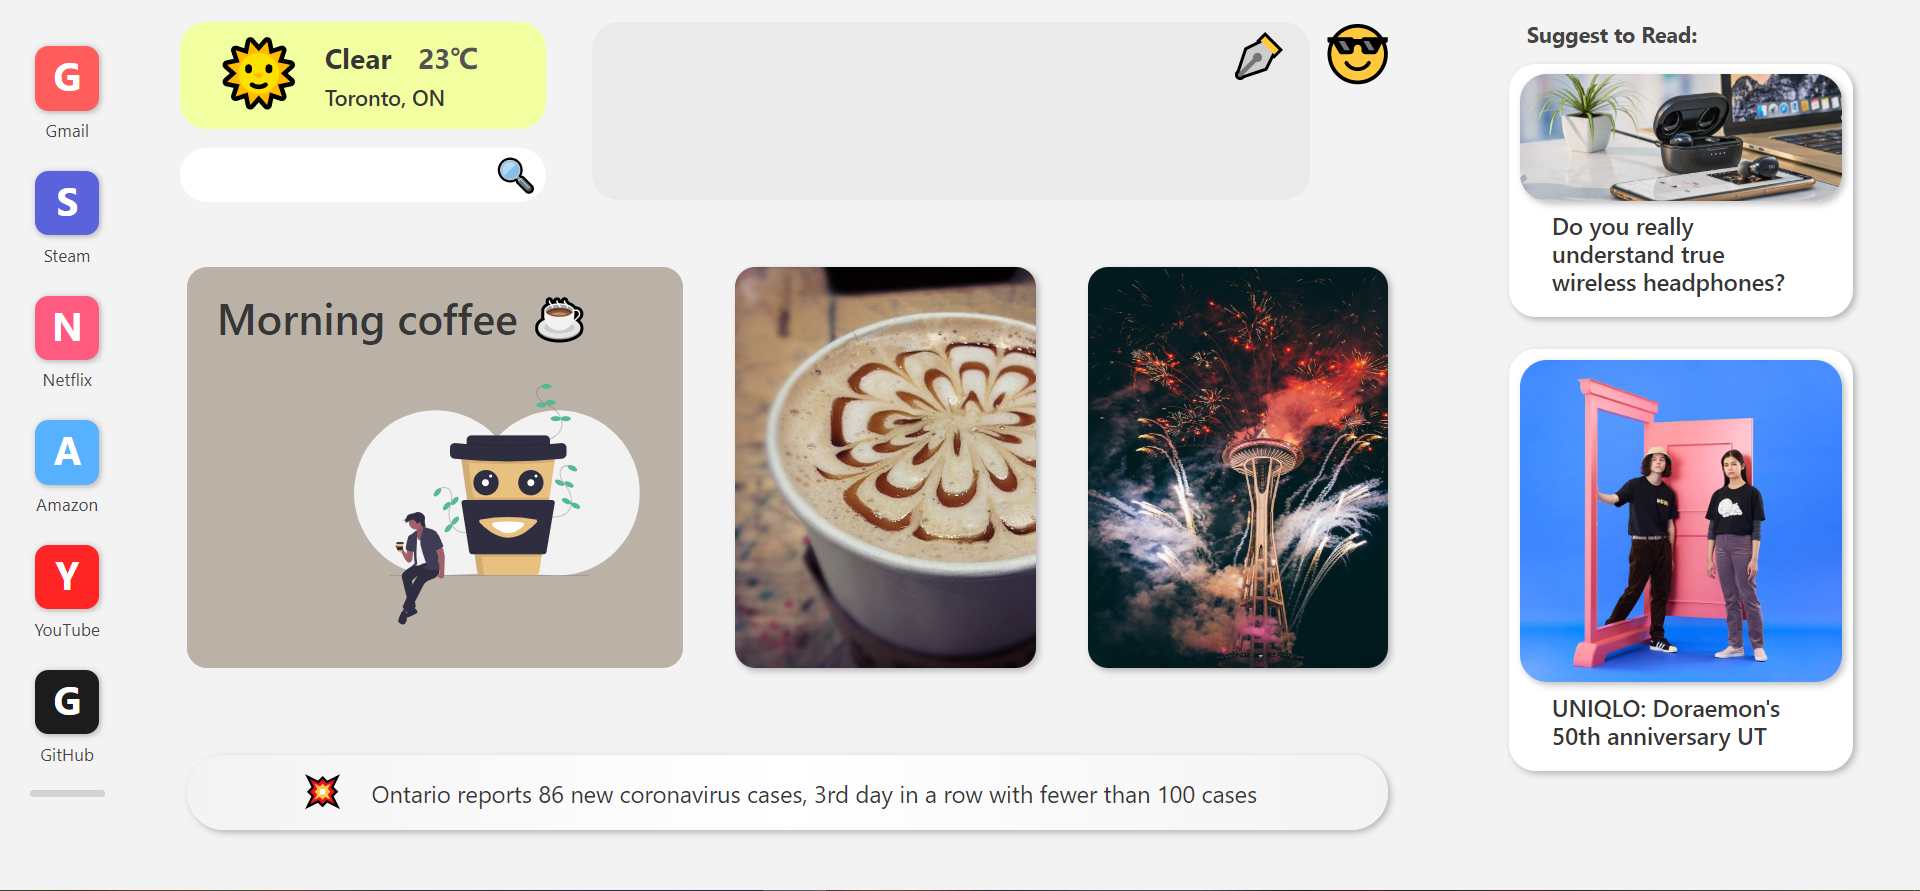 G
Gmail
S
Steam
N
Netflix
A
Amazon
Y
YouTube
G
GitHub
Clear 23℃
Toronto, ON
Morning coffee
Ontario reports 86 new coronavirus cases, 3rd day in a row with fewer than 100 cases
Suggest to Read:
Do you really
understand true
wireless headphones?
UNIQLO: Doraemon's
50th anniversary UT